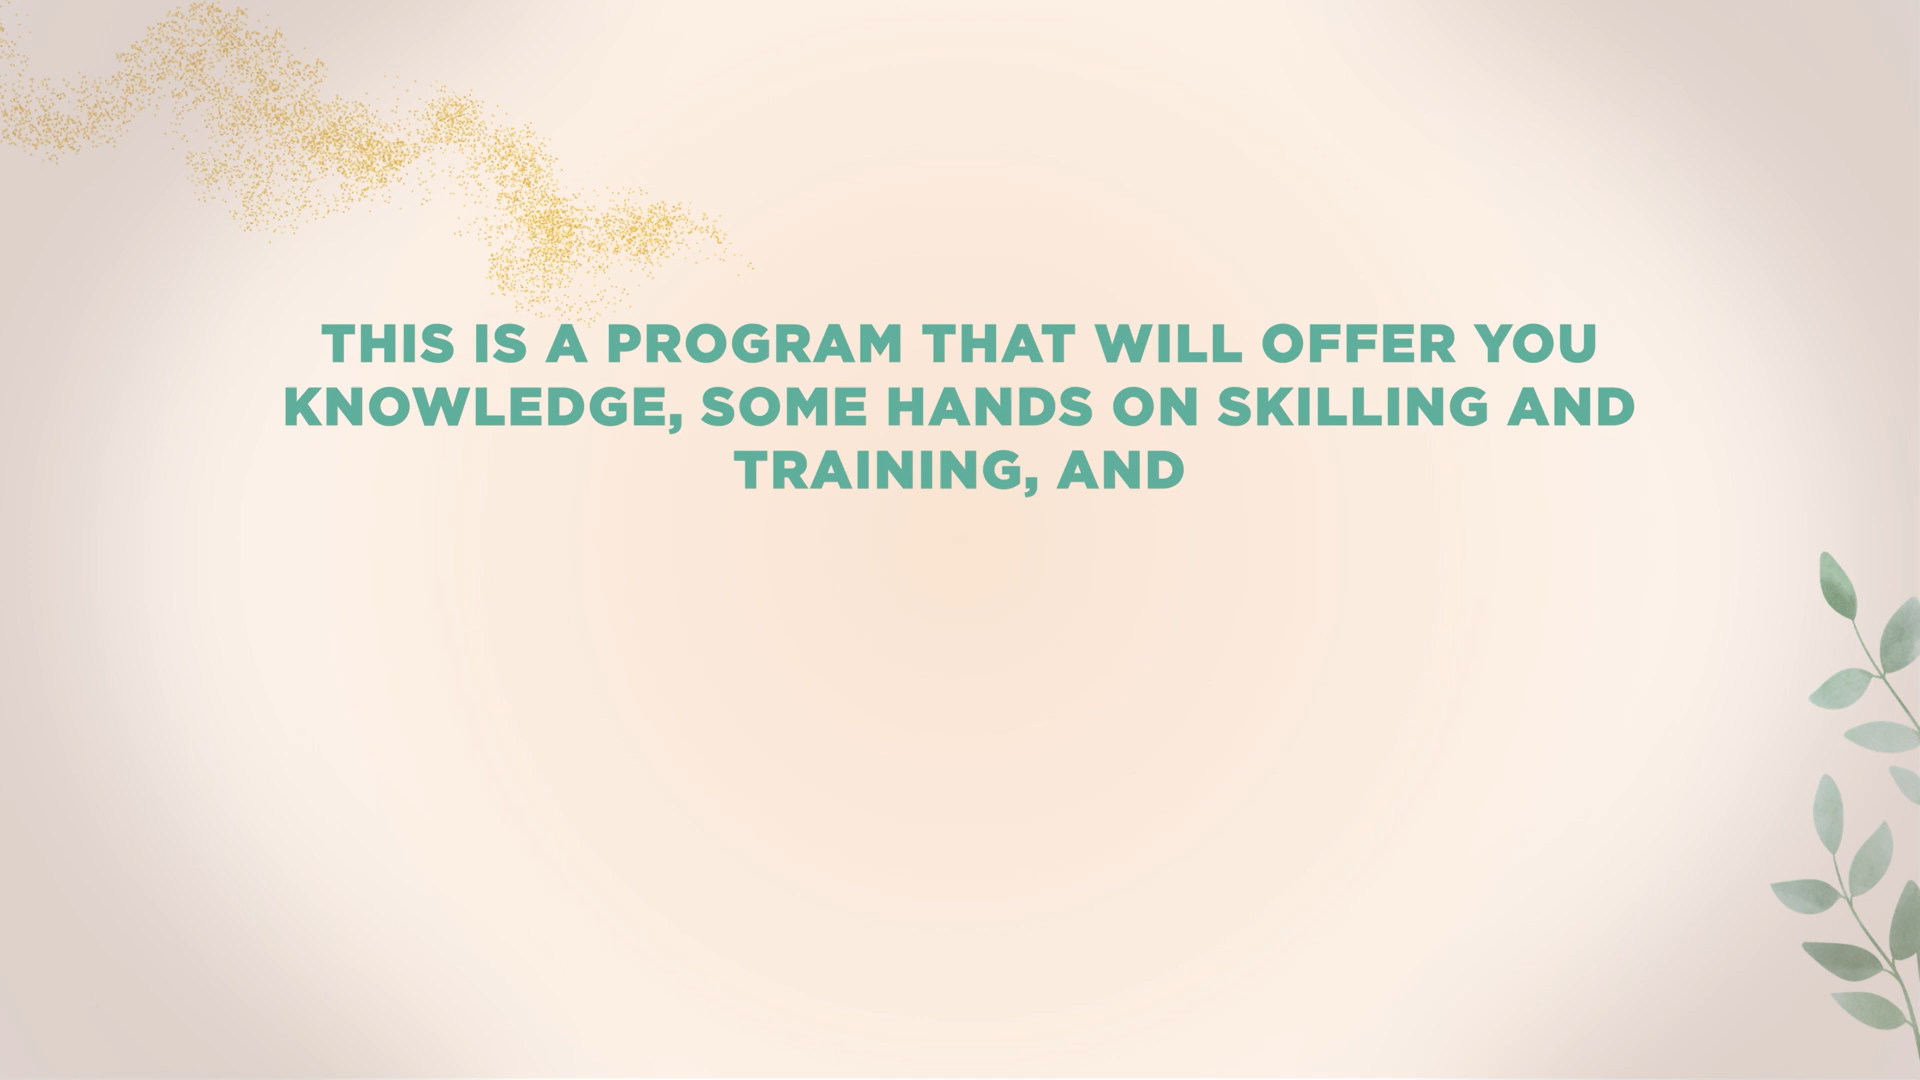 THIS IS A PROGRAM THAT WILL OFFER YOU
KNOWLEDGE, SOME HANDS ON SKILLING AND
TRAINING, AND